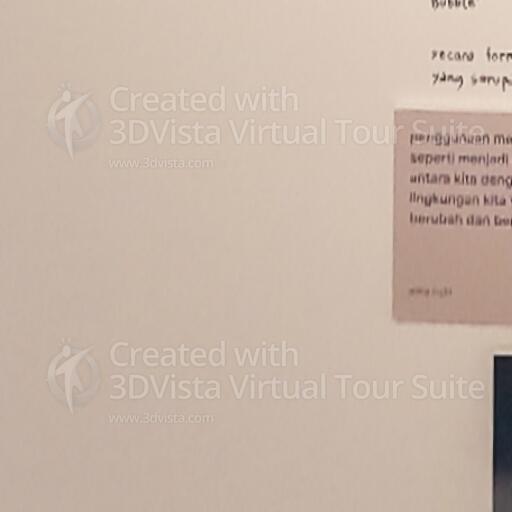 Bubble
secara form
yang serup
Created with
3DVista Virtual Tour Suite
www.3dvista.com
penggunaan me
seperti menjadi
antara kita deng
lingkungan kita
berubah dan be
Created with
3DVista Virtual Tour Suite
www.3dvista.com